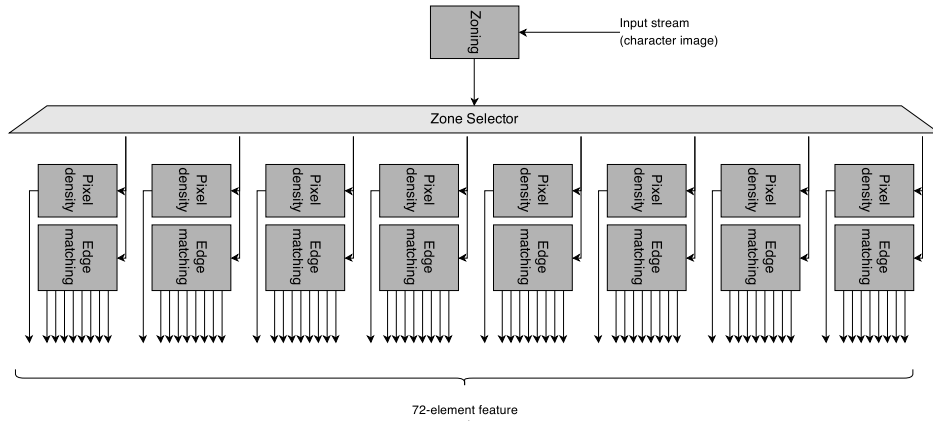 Zoning
Input stream
(character image)
Zone Selector
Pixel
density
Pixel
density
Pixel
density
Pixel
density
Pixel
density
Pixel
density
Pixel
density
Pixel
density
Edge
matching
Edge
matching
Edge
matching
Edge
matching
Edge
matching
Edge
matching
Edge
matching
Edge
matching
72-element feature